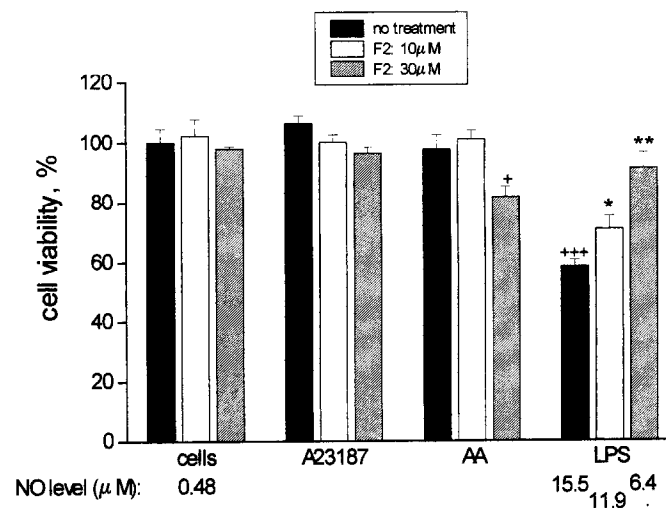 no treatment
F2: 10μM
F2: 30μM
cell viability, %
120
100
80
60
40
20
0
+
+++
*
**
cells A23187 AA LPS
NO level (μM): 0.48 15.5 11.9 6.4